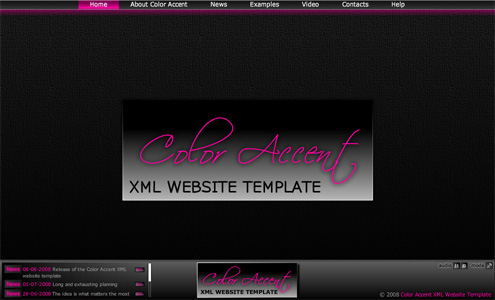 Home About Color Accent News Examples Video Contacts Help
Color Accent
XML WEBSITE TEMPLATE
News 08-08-2008 Release of the Color Accent XML
website template
News 01-07-2008 Long and exhausting planning
News 28-06-2008 The idea is what matters the most
Color Accent
XML WEBSITE TEMPLATE
© 2008 Color Accent XML Website Template